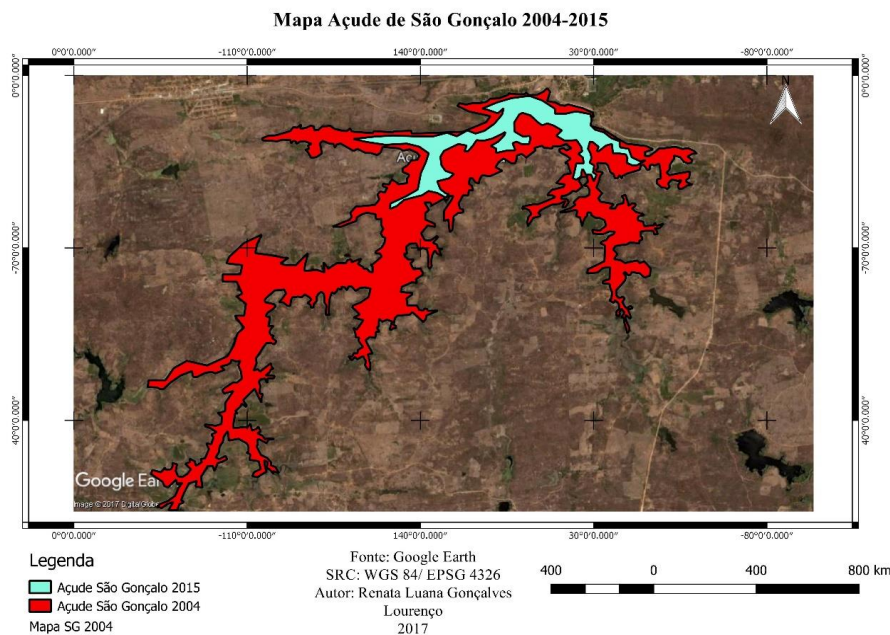 Mapa Açude de São Gonçalo 2004-2015
0°0'0.000" -110°0'0.000" 140°0'0.000" 30°0'0.000" -80°0'0.000"
0°0'0.000" 0°0'0.000"
N
Aç
-70°0'0.000" -70°0'0.000"
40°0'0.000" 40°0'0.000"
Google Ear
Image © 2017 DigitalGlobe
0°0'0.000" -110°0'0.000" 140°0'0.000" 30°0'0.000" -80°0'0.000"
Legenda
Açude São Gonçalo 2015
Açude São Gonçalo 2004
Mapa SG 2004
Fonte: Google Earth
SRC: WGS 84/ EPSG 4326
Autor: Renata Luana Gonçalves
Lourenço
2017
400 0 400 800 km